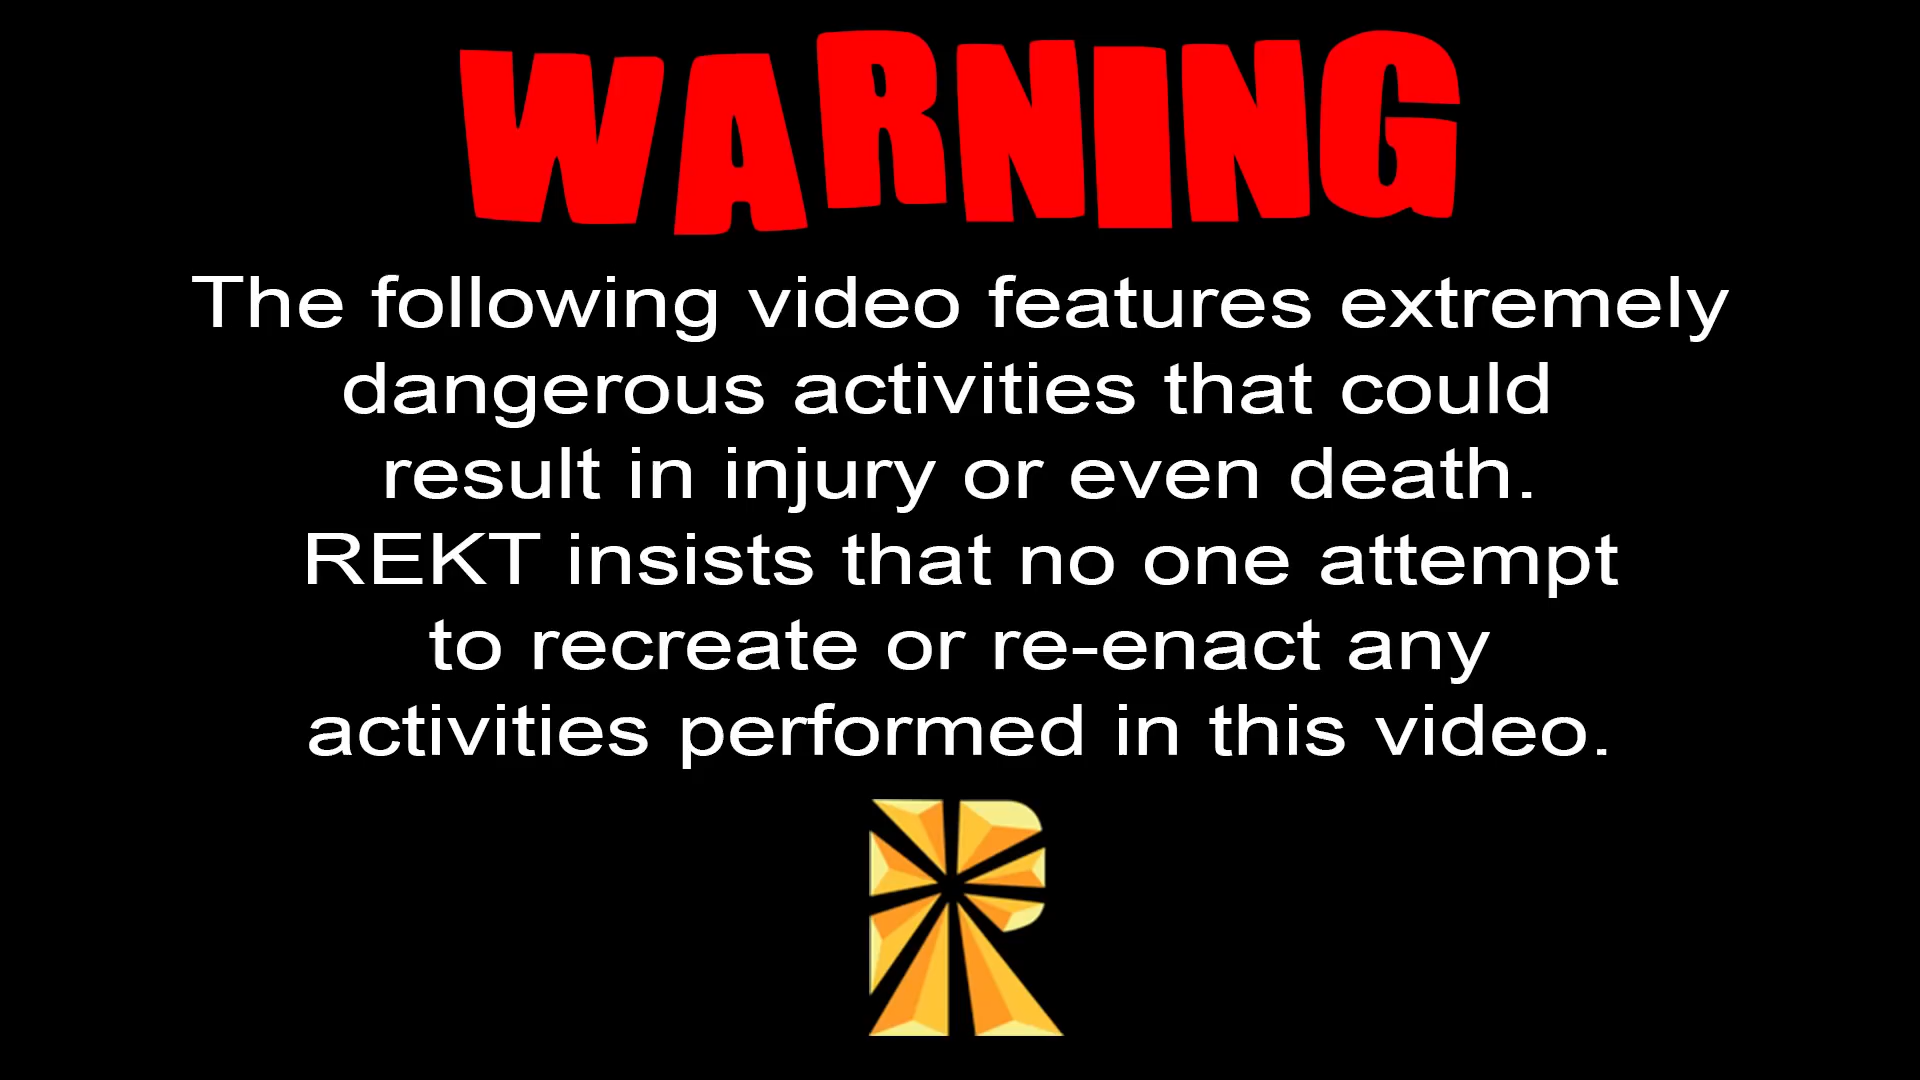 WARNING
The following video features extremely
dangerous activities that could
result in injury or even death.
REKT insists that no one attempt
to recreate or re-enact any
activities performed in this video.
R